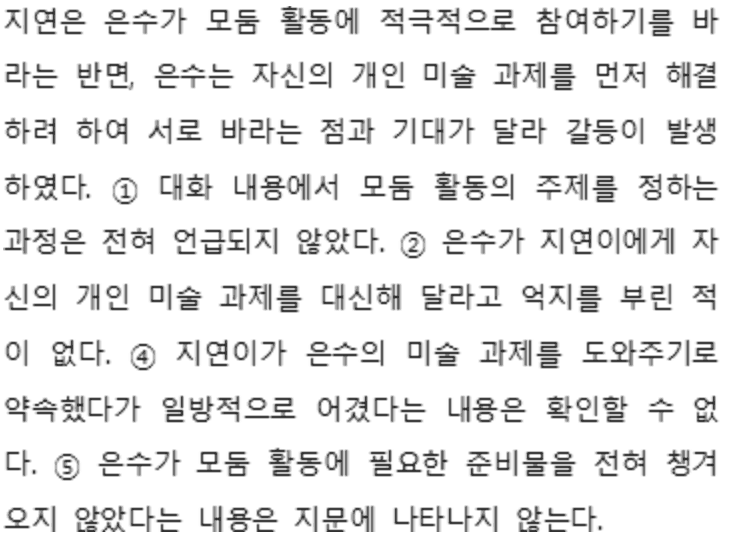 지연은 은수가 모둠 활동에 적극적으로 참여하기를 바
라는 반면, 은수는 자신의 개인 미술 과제를 먼저 해결
하려 하여 서로 바라는 점과 기대가 달라 갈등이 발생
하였다. ① 대화 내용에서 모둠 활동의 주제를 정하는
과정은 전혀 언급되지 않았다. ② 은수가 지연이에게 자
신의 개인 미술 과제를 대신해 달라고 억지를 부린 적
이 없다. ④ 지연이가 은수의 미술 과제를 도와주기로
약속했다가 일방적으로 어겼다는 내용은 확인할 수 없
다. ⑤ 은수가 모둠 활동에 필요한 준비물을 전혀 챙겨
오지 않았다는 내용은 지문에 나타나지 않는다.